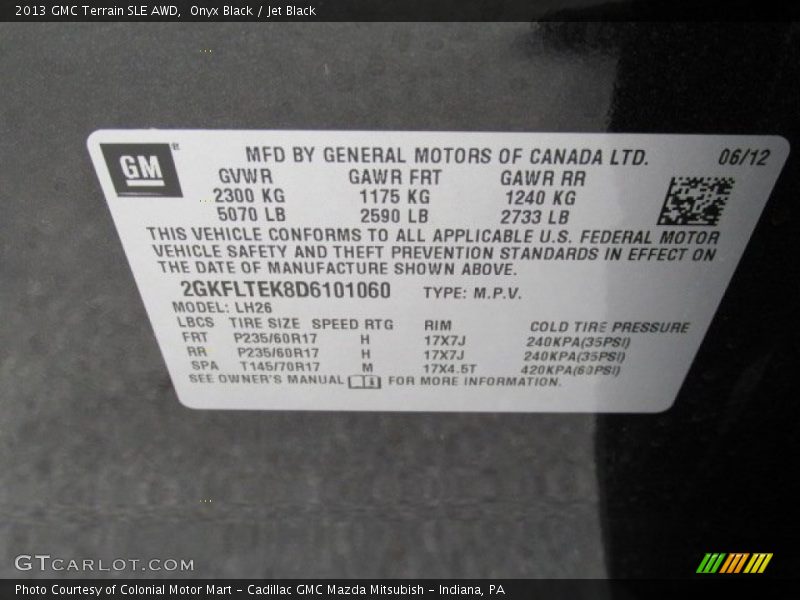 2013 GMC Terrain SLE AWD, Onyx Black / Jet Black
GM®
MFD BY GENERAL MOTORS OF CANADA LTD. 06/12
GVWR GAWR FRT GAWR RR
2300 KG 1175 KG 1240 KG
5070 LB 2590 LB 2733 LB
THIS VEHICLE CONFORMS TO ALL APPLICABLE U.S. FEDERAL MOTOR
VEHICLE SAFETY AND THEFT PREVENTION STANDARDS IN EFFECT ON
THE DATE OF MANUFACTURE SHOWN ABOVE.
2GKFLTEK8D6101060 TYPE: M.P.V.
MODEL: LH26
LBCS TIRE SIZE SPEED RTG RIM COLD TIRE PRESSURE
FRT P235/60R17 H 17X7J 240KPA(35PSI)
RR P235/60R17 H 17X7J 240KPA(35PSI)
SPA T145/70R17 M 17X4.5T 420KPA(60PSI)
SEE OWNER'S MANUAL FOR MORE INFORMATION.
GTCARLOT.COM
Photo Courtesy of Colonial Motor Mart - Cadillac GMC Mazda Mitsubish - Indiana, PA